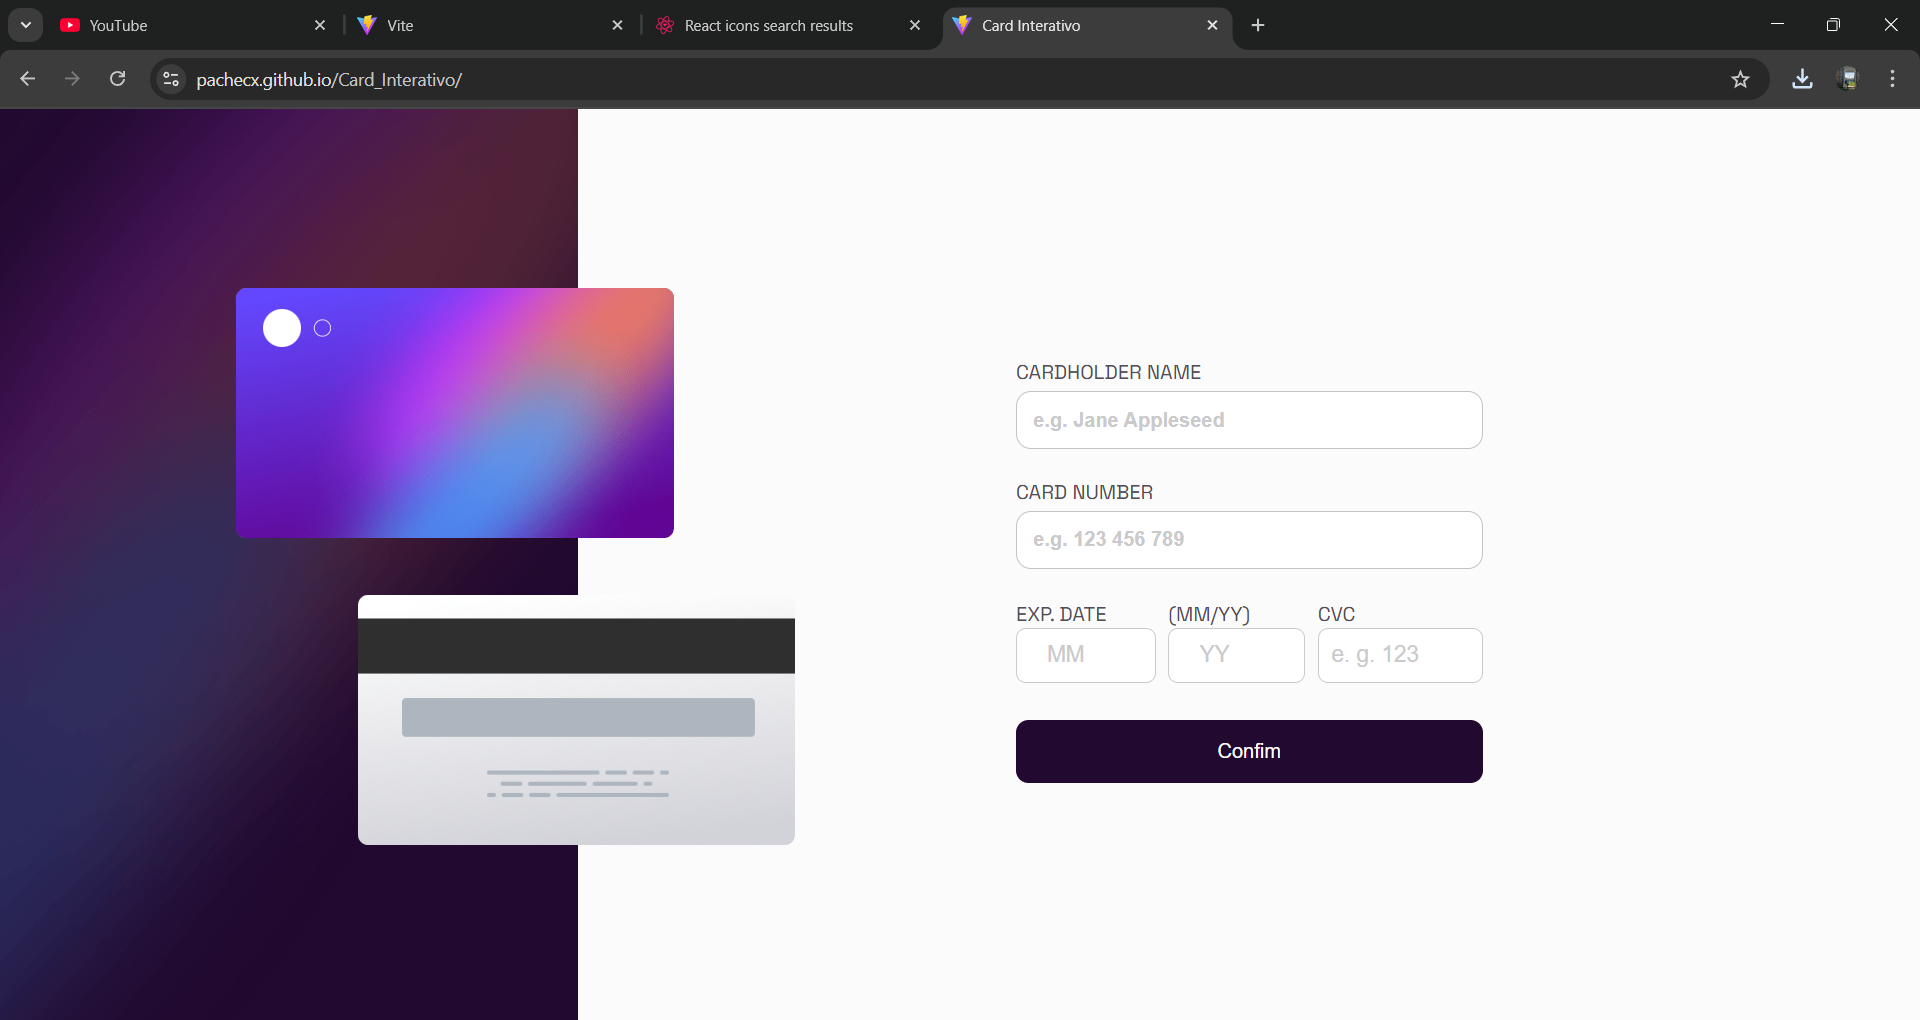 YouTube
Vite
React icons search results
Card Interativo
pachecx.github.io/Card_Interativo/
CARDHOLDER NAME
e.g. Jane Appleseed
CARD NUMBER
e.g. 123 456 789
EXP. DATE (MM/YY) CVC
MM YY e. g. 123
Confim